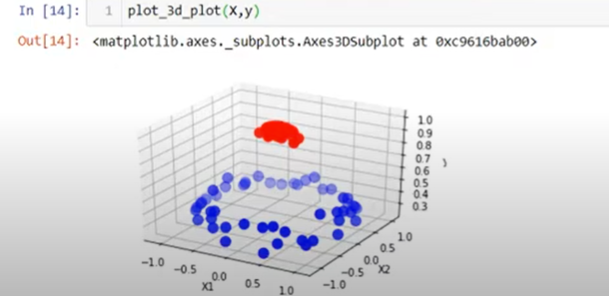 In [14]: 1 plot_3d_plot(X,y)
Out[14]: <matplotlib.axes._subplots.Axes3DSubplot at 0xc9616bab00>
1.0
0.9
0.8
0.7
0.6
0.5
0.4
0.3
-1.0 -0.5 0.0 0.5 1.0
X1
-1.0 -0.5 0.0 0.5 1.0
X2